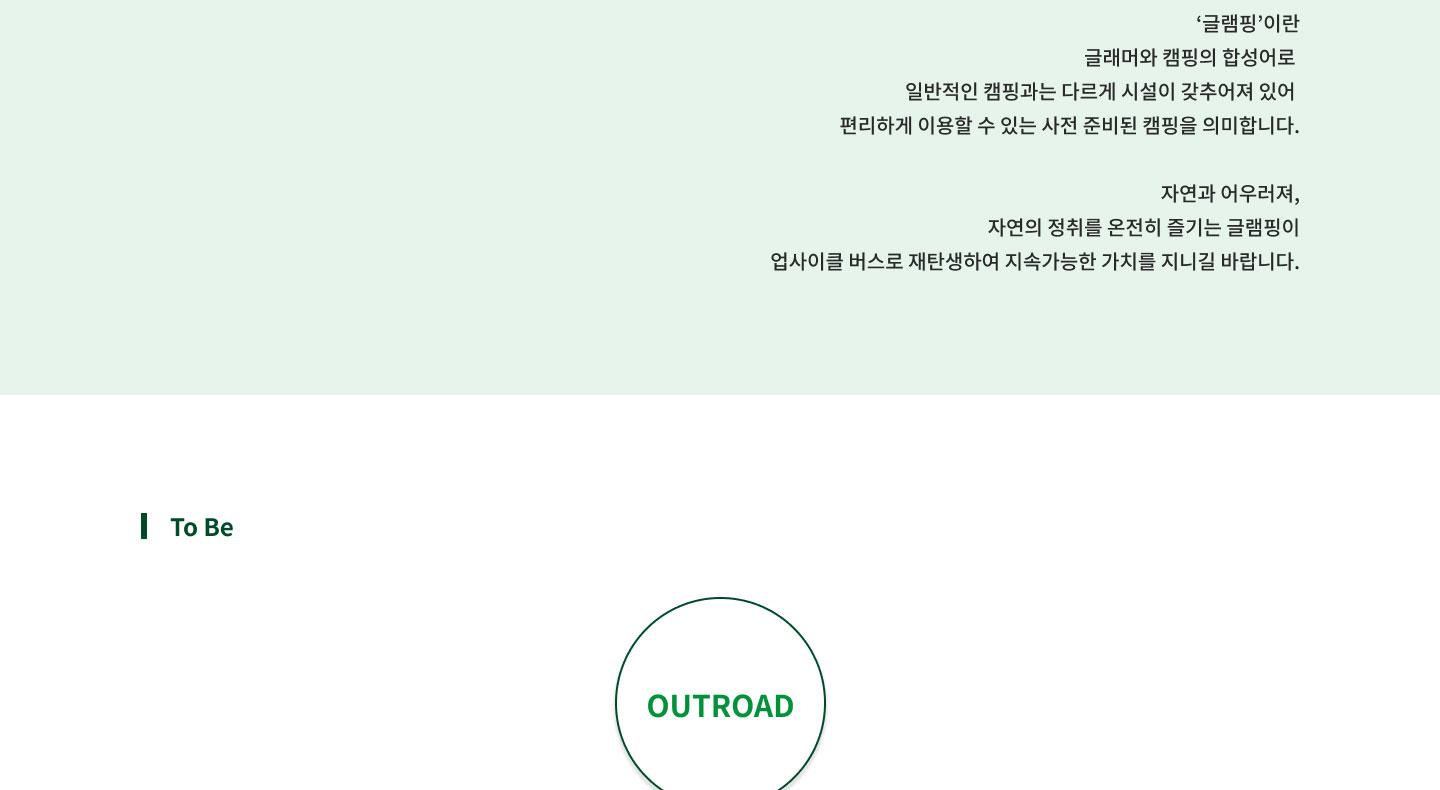 ‘글램핑’이란
글래머와 캠핑의 합성어로
일반적인 캠핑과는 다르게 시설이 갖추어져 있어
편리하게 이용할 수 있는 사전 준비된 캠핑을 의미합니다.
자연과 어우러져,
자연의 정취를 온전히 즐기는 글램핑이
업사이클 버스로 재탄생하여 지속가능한 가치를 지니길 바랍니다.
To Be
OUTROAD